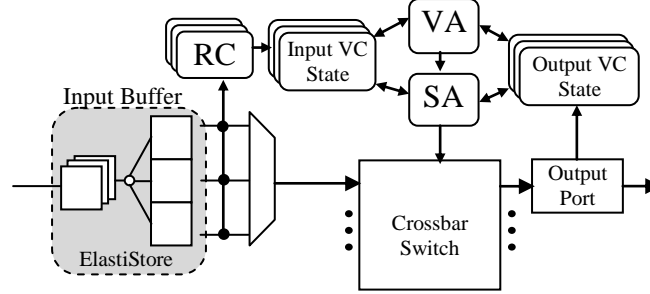 VA
RC
Input VC
State
Output VC
State
SA
Input Buffer
Output
Port
Crossbar
Switch
ElastiStore